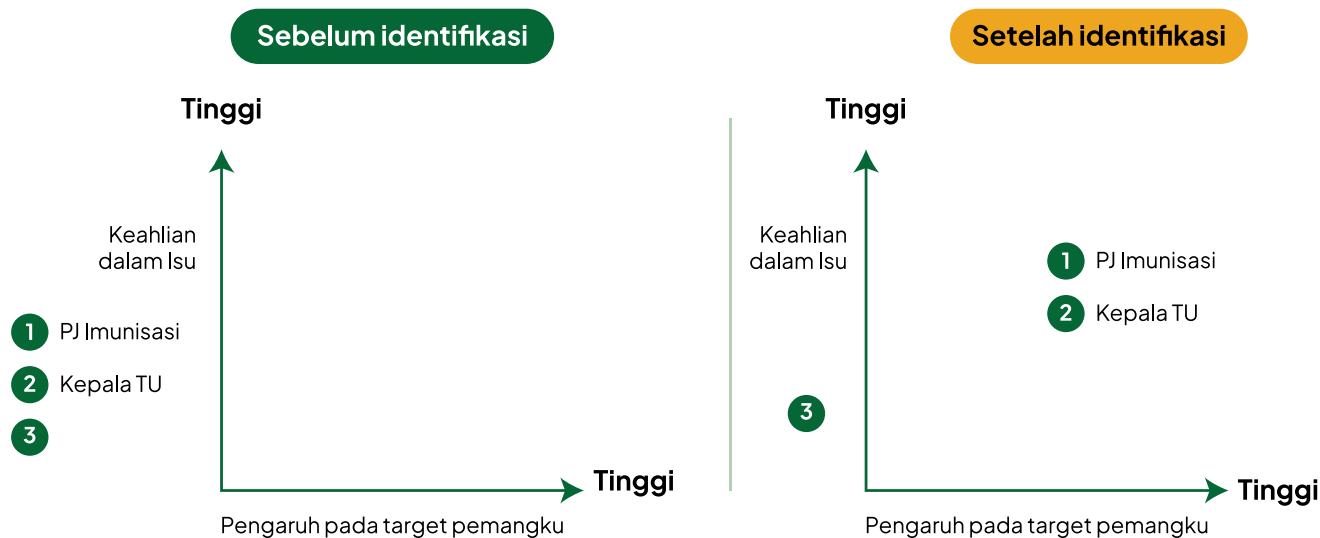 Sebelum identifikasi
Tinggi
Keahlian
dalam Isu
1 PJ Imunisasi
2 Kepala TU
3
Tinggi
Pengaruh pada target pemangku
Setelah identifikasi
Tinggi
Keahlian
dalam Isu
1 PJ Imunisasi
2 Kepala TU
3
Tinggi
Pengaruh pada target pemangku